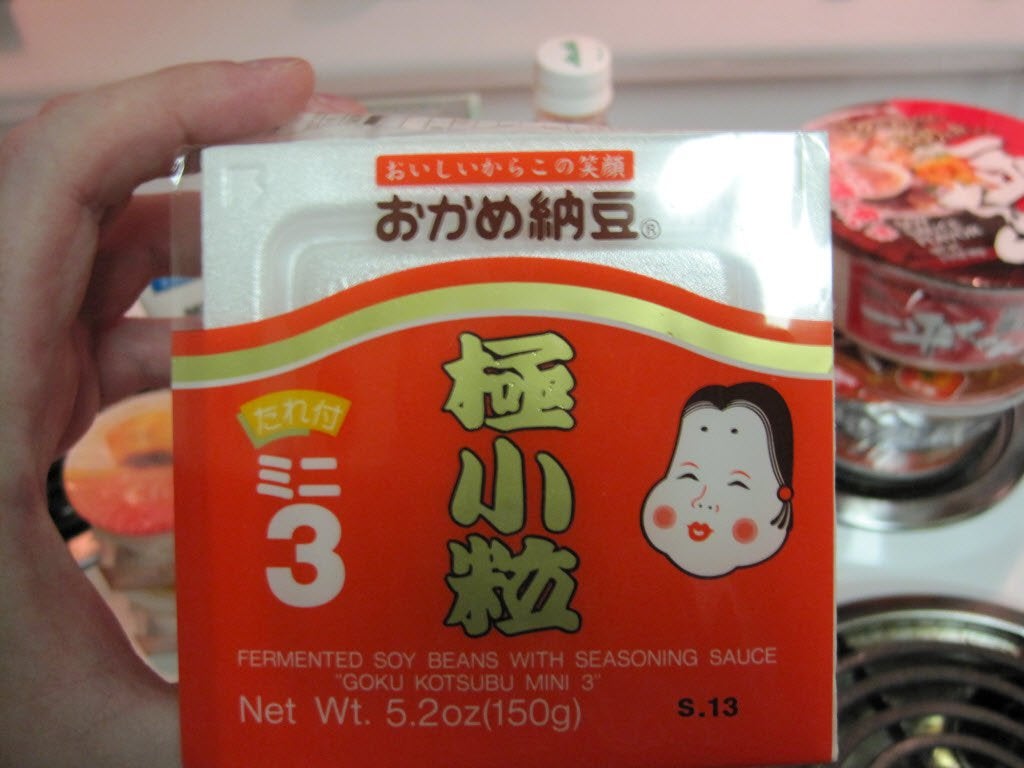 おいしいからこの笑顔
おかめ納豆®
極小粒
たれ付
ミニ
3
FERMENTED SOY BEANS WITH SEASONING SAUCE
"GOKU KOTSUBU MINI 3"
Net Wt. 5.2oz(150g)
S.13